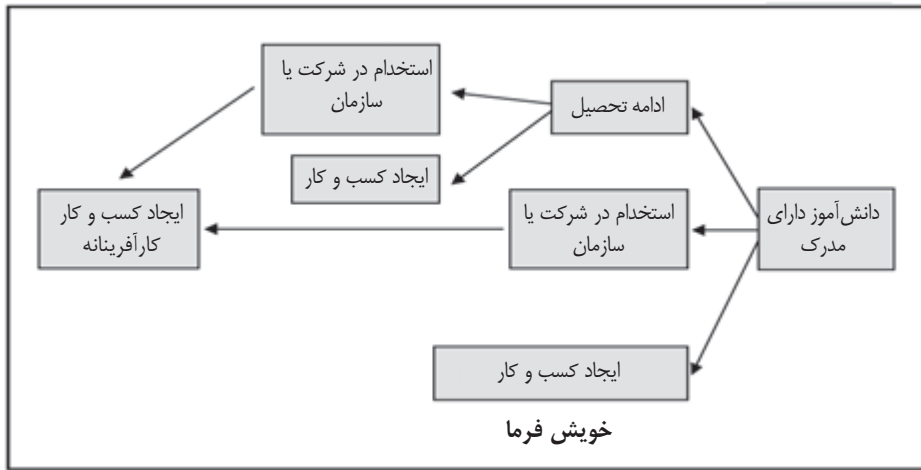 استخدام در شرکت یا
سازمان
ادامه تحصیل
ایجاد کسب و کار
دانش‌آموز دارای
مدرک
استخدام در شرکت یا
سازمان
ایجاد کسب و کار
کارآفرینانه
ایجاد کسب و کار
خویش فرما